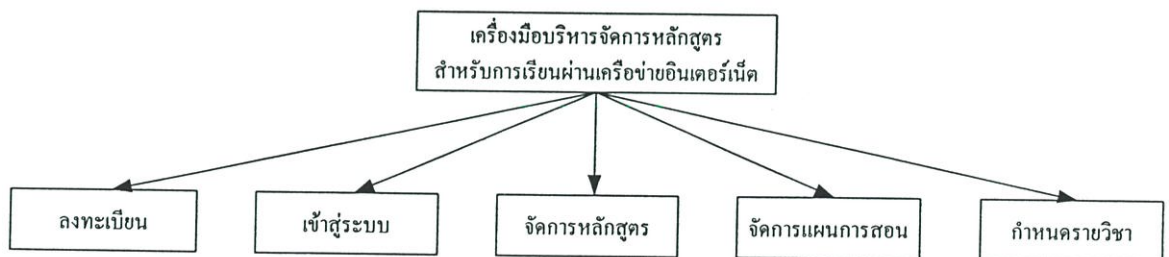 เครื่องมือบริหารจัดการหลักสูตร
สำหรับการเรียนผ่านเครือข่ายอินเตอร์เน็ต
ลงทะเบียน
เข้าสู่ระบบ
จัดการหลักสูตร
จัดการแผนการสอน
กำหนดรายวิชา